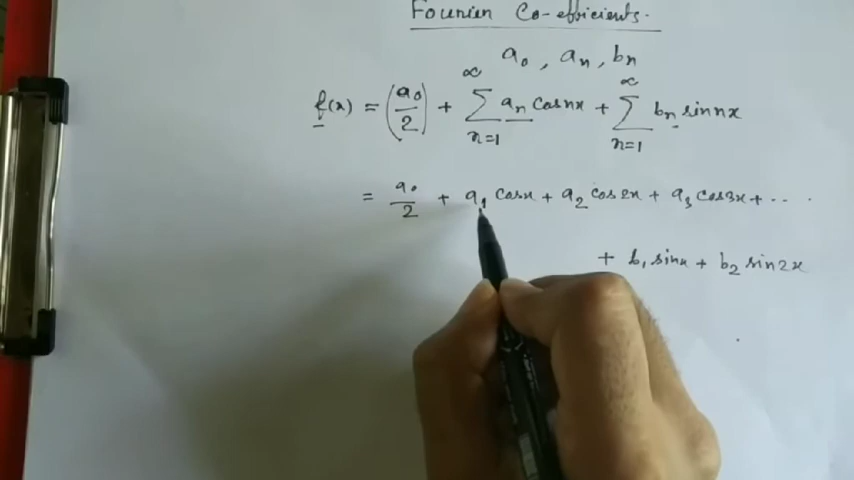 Fourier Co-efficients.
a₀, aₙ, bₙ
f(x) = (a₀/2) + ∞∑n=1 aₙ cosnx + ∞∑n=1 bₙ sinnx
= a₀/2 + a₁ cosx + a₂ cos2x + a₃ cos3x + .....
+ b₁ sinx + b₂ sin2x